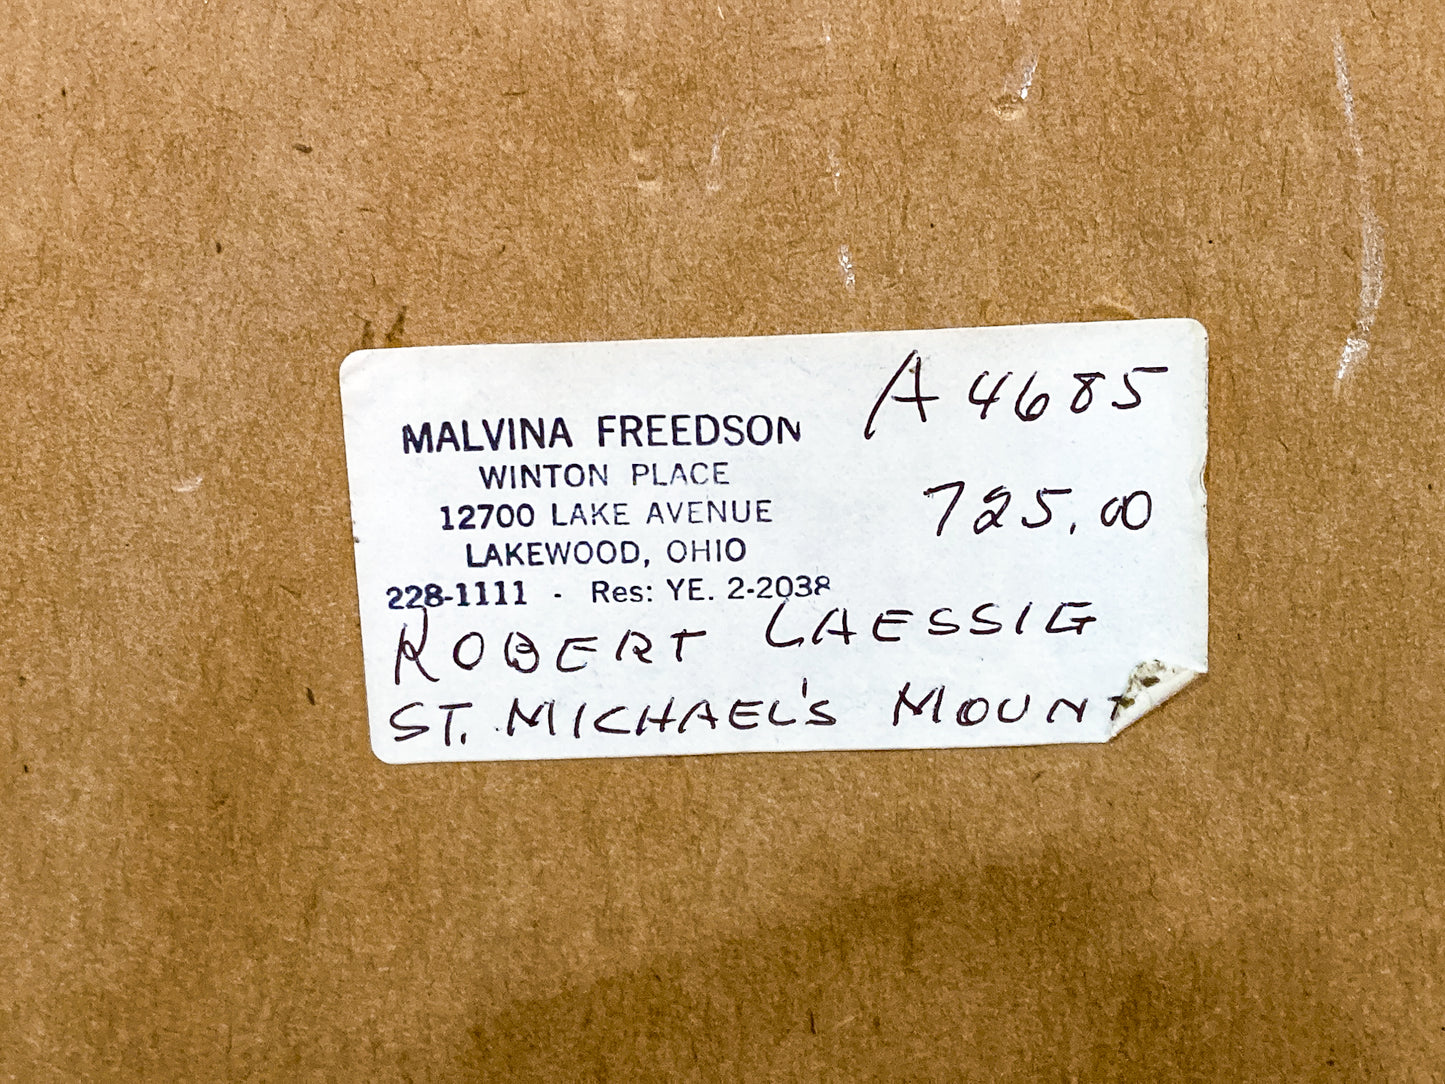 A 4685
MALVINA FREEDSON
WINTON PLACE
12700 LAKE AVENUE
725.00
LAKEWOOD, OHIO
228-1111 - Res: YE. 2-2038
ROBERT LAESSIG
ST. MICHAEL'S MOUNT